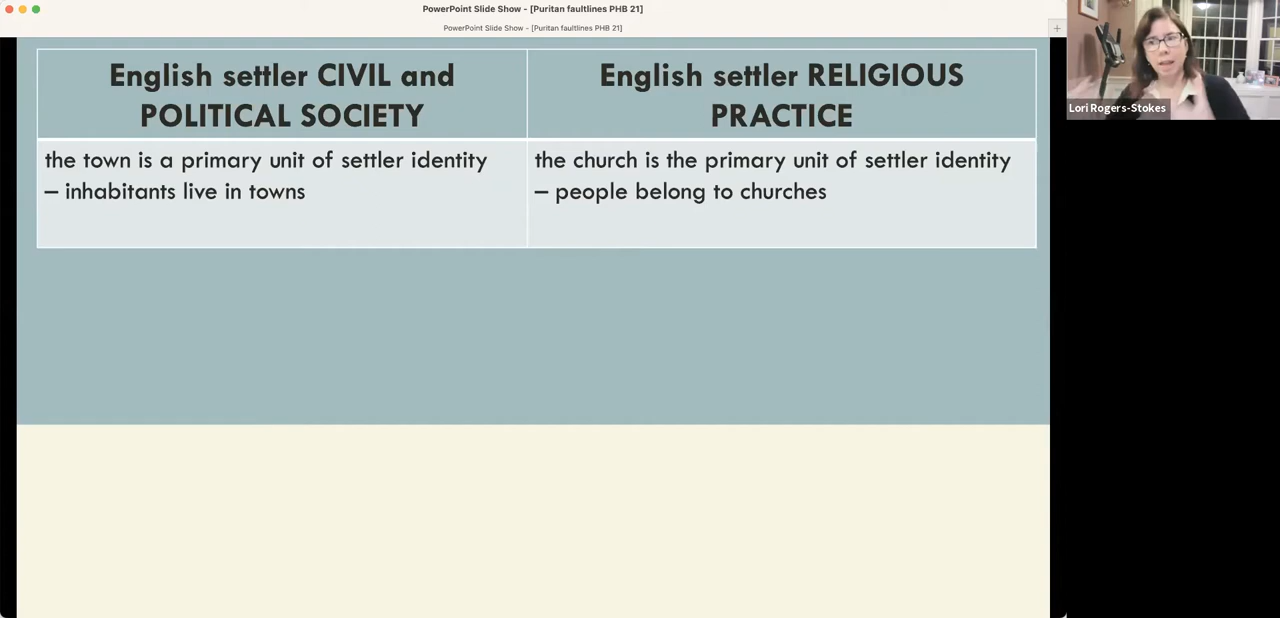 PowerPoint Slide Show - [Puritan faultlines PHB 21]
PowerPoint Slide Show - [Puritan faultlines PHB 21]
English settler CIVIL and
POLITICAL SOCIETY
English settler RELIGIOUS
PRACTICE
the town is a primary unit of settler identity
– inhabitants live in towns
the church is the primary unit of settler identity
– people belong to churches
Lori Rogers-Stokes